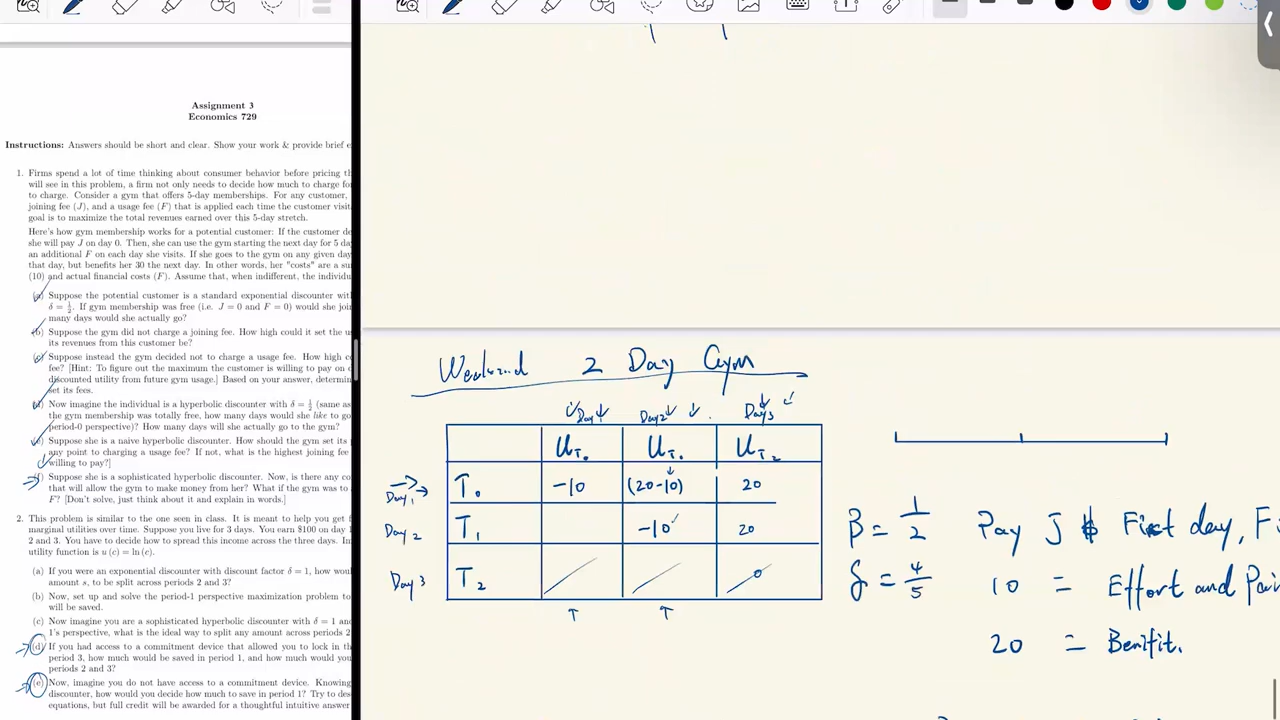 Assignment 3
Economics 729
Instructions: Answers should be short and clear. Show your work & provide brief e
1. Firms spend a lot of time thinking about consumer behavior before pricing th
will see in this problem, a firm not only needs to decide how much to charge for
to charge. Consider a gym that offers 5-day memberships. For any customer,
joining fee (J), and a usage fee (F) that is applied each time the customer visit
goal is to maximize the total revenues earned over this 5-day stretch.
Here's how gym membership works for a potential customer: If the customer de
she will pay J on day 0. Then, she can use the gym starting the next day for 5 da
an additional F on each day she visits. If she goes to the gym on any given day
that day, but benefits her 30 the next day. In other words, her "costs" are a su
(10) and actual financial costs (F). Assume that, when indifferent, the individu
(a) Suppose the potential customer is a standard exponential discounter wit
δ = 1/2. If gym membership was free (i.e. J = 0 and F = 0) would she joi
many days would she actually go?
(b) Suppose the gym did not charge a joining fee. How high could it set the us
its revenues from this customer be?
(c) Suppose instead the gym decided not to charge a usage fee. How high co
fee? [Hint: To figure out the maximum the customer is willing to pay on d
discounted utility from future gym usage.] Based on your answer, determin
set its fees.
(d) Now imagine the individual is a hyperbolic discounter with δ = 1/2 (same as
the gym membership was totally free, how many days would she like to go
period-0 perspective)? How many days will she actually go to the gym?
(e) Suppose she is a naive hyperbolic discounter. How should the gym set its
any point to charging a usage fee? If not, what is the highest joining fee
willing to pay?]
(f) Suppose she is a sophisticated hyperbolic discounter. Now, is there any co
that will allow the gym to make money from her? What if the gym was to
F? [Don't solve, just think about it and explain in words.]
2. This problem is similar to the one seen in class. It is meant to help you get f
marginal utilities over time. Suppose you live for 3 days. You earn $100 on day
2 and 3. You have to decide how to spend this income across the three days. In
utility function is u (c) = ln(c).
(a) If you were an exponential discounter with discount factor δ = 1, how wou
amount s, to be split across periods 2 and 3?
(b) Now, set up and solve the period-1 perspective maximization problem to
will be saved.
(c) Now imagine you are a sophisticated hyperbolic discounter with δ = 1 and
1's perspective, what is the ideal way to split any amount across periods 2
(d) If you had access to a commitment device that allowed you to lock in th
period 3, how much would be saved in period 1, and how much would you
periods 2 and 3?
(e) Now, imagine you do not have access to a commitment device. Knowing
discounter, how would you decide how much to save in period 1? Try to des
equations, but full credit will be awarded for a thoughtful intuitive answer
Weekend 2 Day Gym
Day1 Day2 Day3
UT₀ UT₁ UT₂
Day1 T₀ -10 (20-10) 20
Day 2 T₁ -10 20
Day 3 T₂ 0
β = 1/2 Pay J $ First day, F
δ = 4/5 10 = Effort and Pai
20 = Benifit.